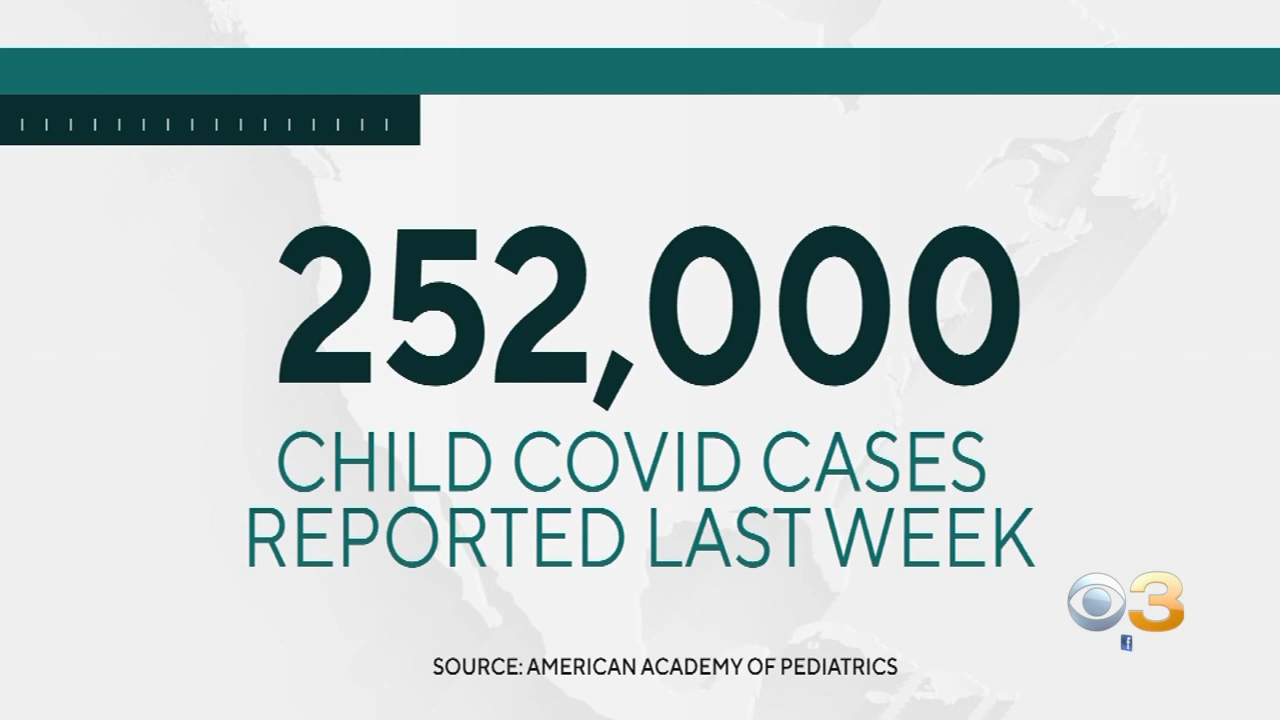 252,000
CHILD COVID CASES
REPORTED LAST WEEK
3
f
SOURCE: AMERICAN ACADEMY OF PEDIATRICS